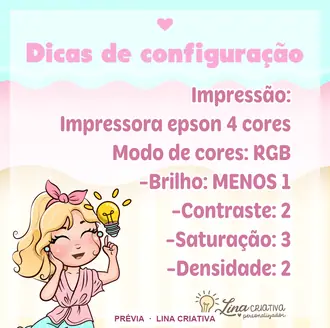 Dicas de configuração
Impressão:
Impressora epson 4 cores
Modo de cores: RGB
-Brilho: MENOS 1
-Contraste: 2
-Saturação: 3
-Densidade: 2
Lina CRIATIVA
personalizados
PRÉVIA · LINA CRIATIVA